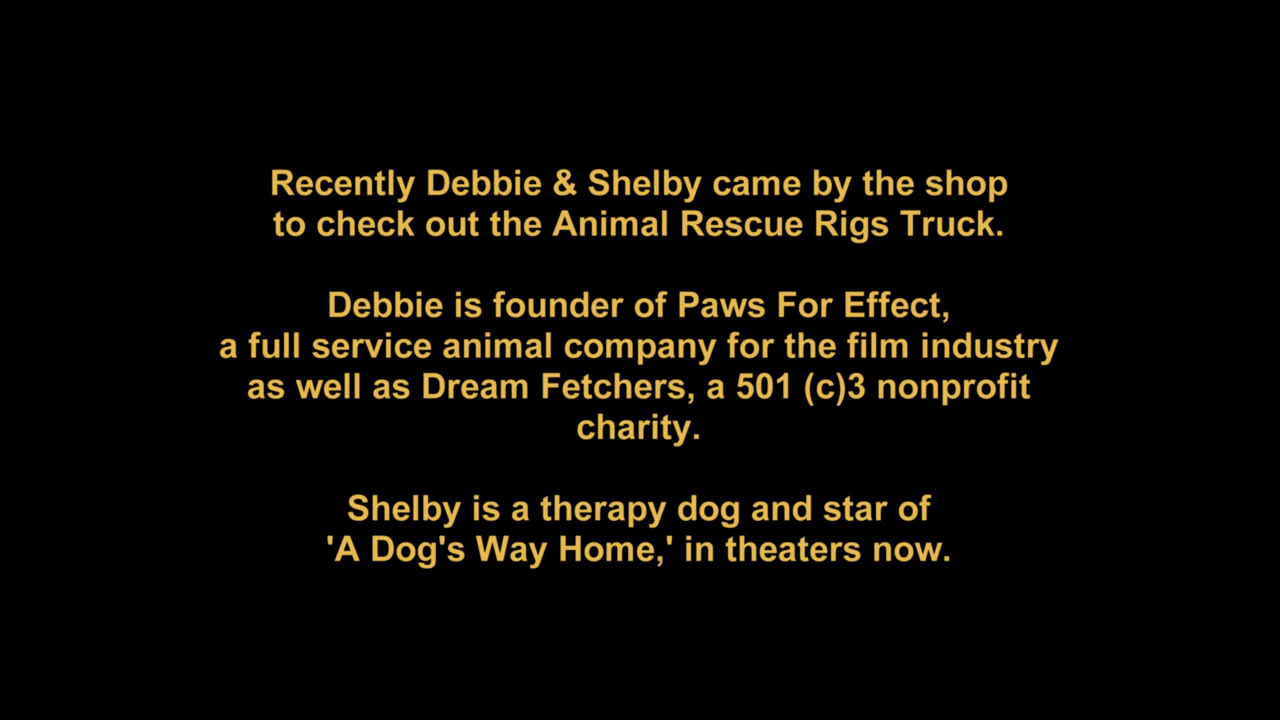 Recently Debbie & Shelby came by the shop
to check out the Animal Rescue Rigs Truck.
Debbie is founder of Paws For Effect,
a full service animal company for the film industry
as well as Dream Fetchers, a 501 (c)3 nonprofit
charity.
Shelby is a therapy dog and star of
'A Dog's Way Home,' in theaters now.